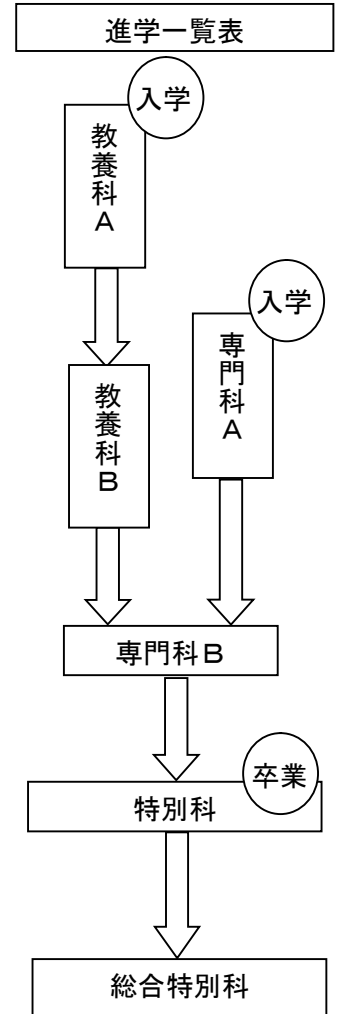 進学一覧表
入学
教養科A
入学
専門科A
教養科B
専門科B
卒業
特別科
総合特別科